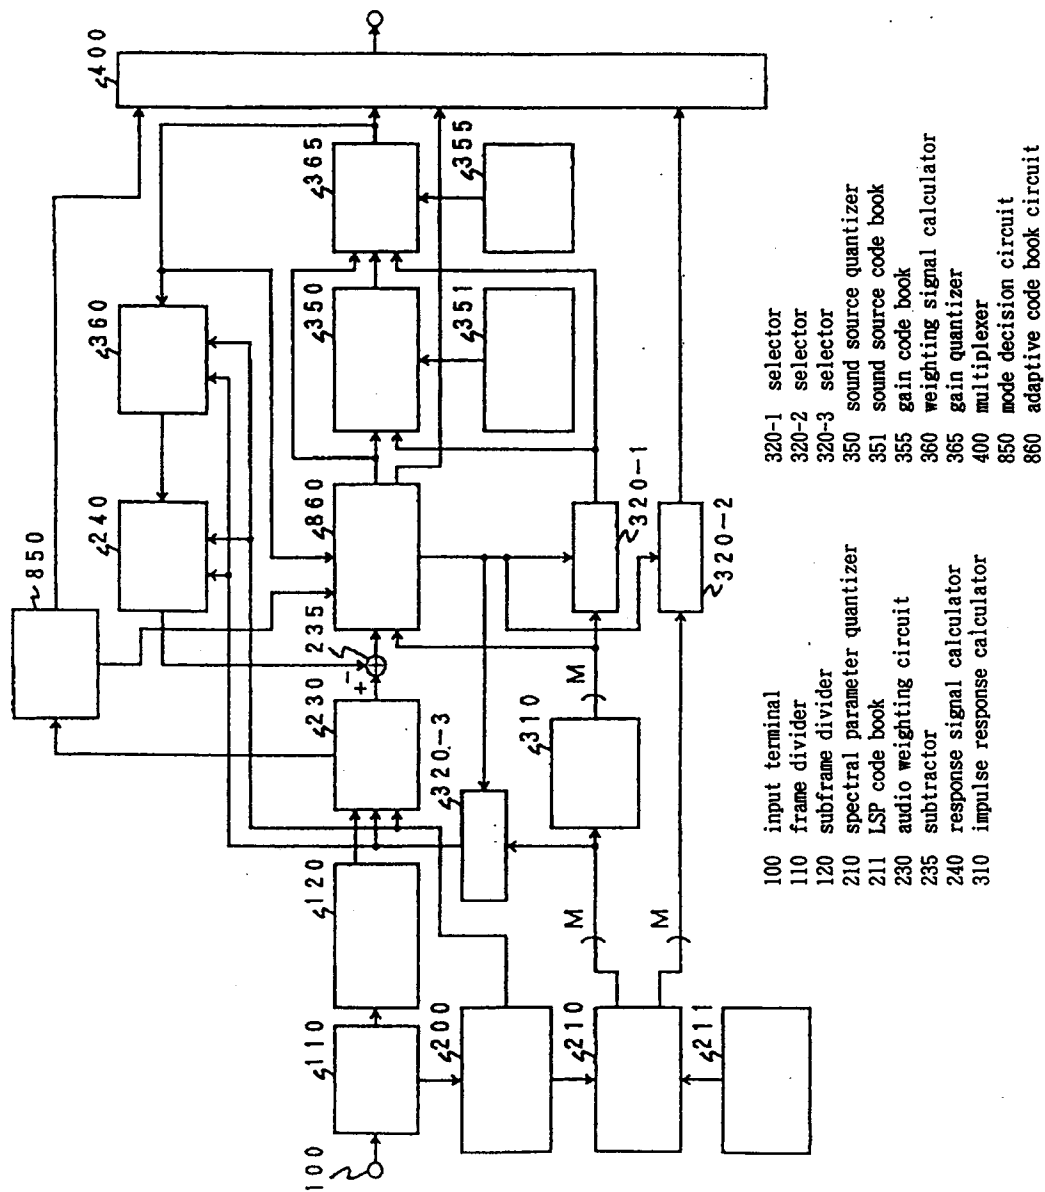 400
850
360
365
355
240
350
351
235
860
320-1
320-2
230
320-3
310
120
M
M
M
+
-
110
200
210
211
100
100 input terminal
110 frame divider
120 subframe divider
210 spectral parameter quantizer
211 LSP code book
230 audio weighting circuit
235 subtractor
240 response signal calculator
310 impulse response calculator
320-1 selector
320-2 selector
320-3 selector
350 sound source quantizer
351 sound source code book
355 gain code book
360 weighting signal calculator
365 gain quantizer
400 multiplexer
850 mode decision circuit
860 adaptive code book circuit